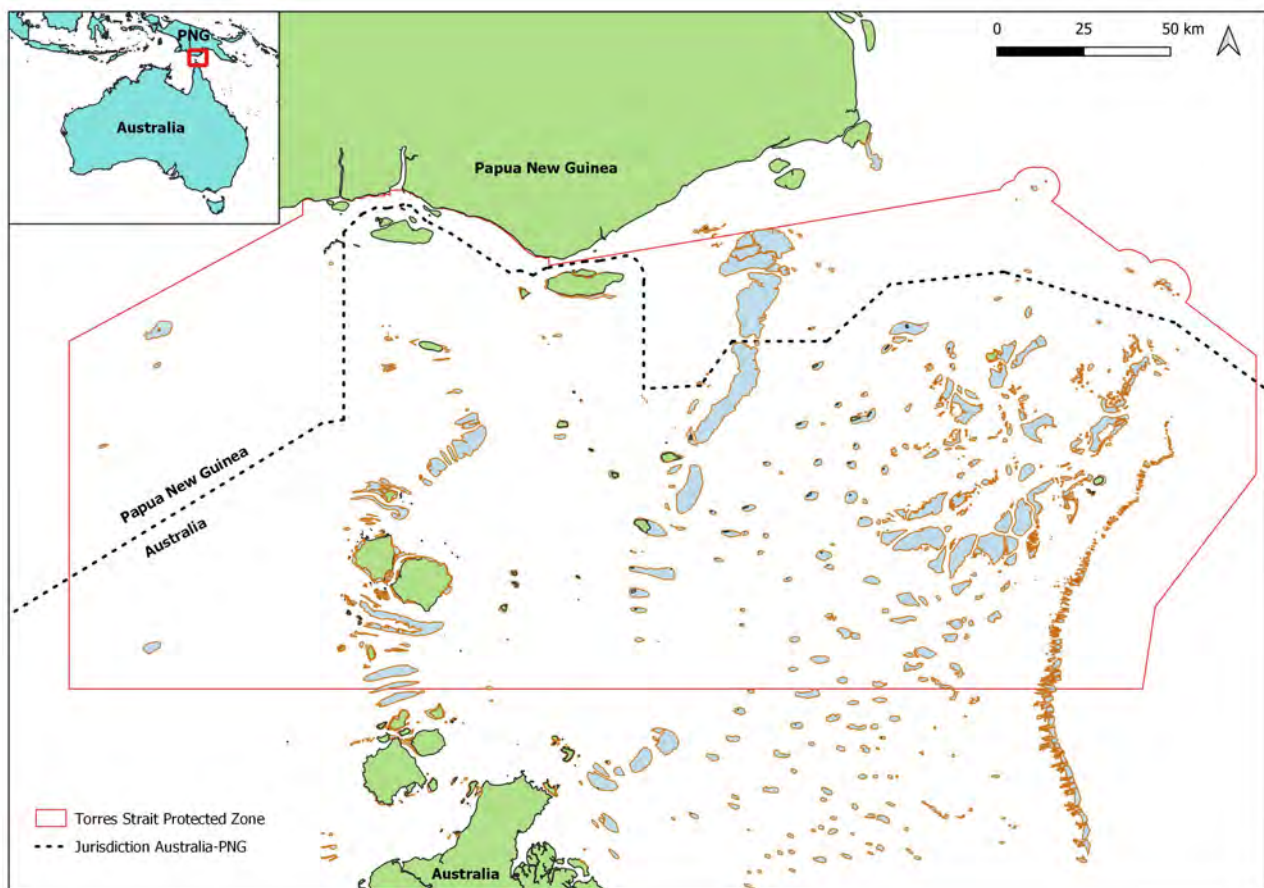 PNG
Australia
0 25 50 km
Papua New Guinea
Papua New Guinea
Australia
Torres Strait Protected Zone
Jurisdiction Australia-PNG
Australia